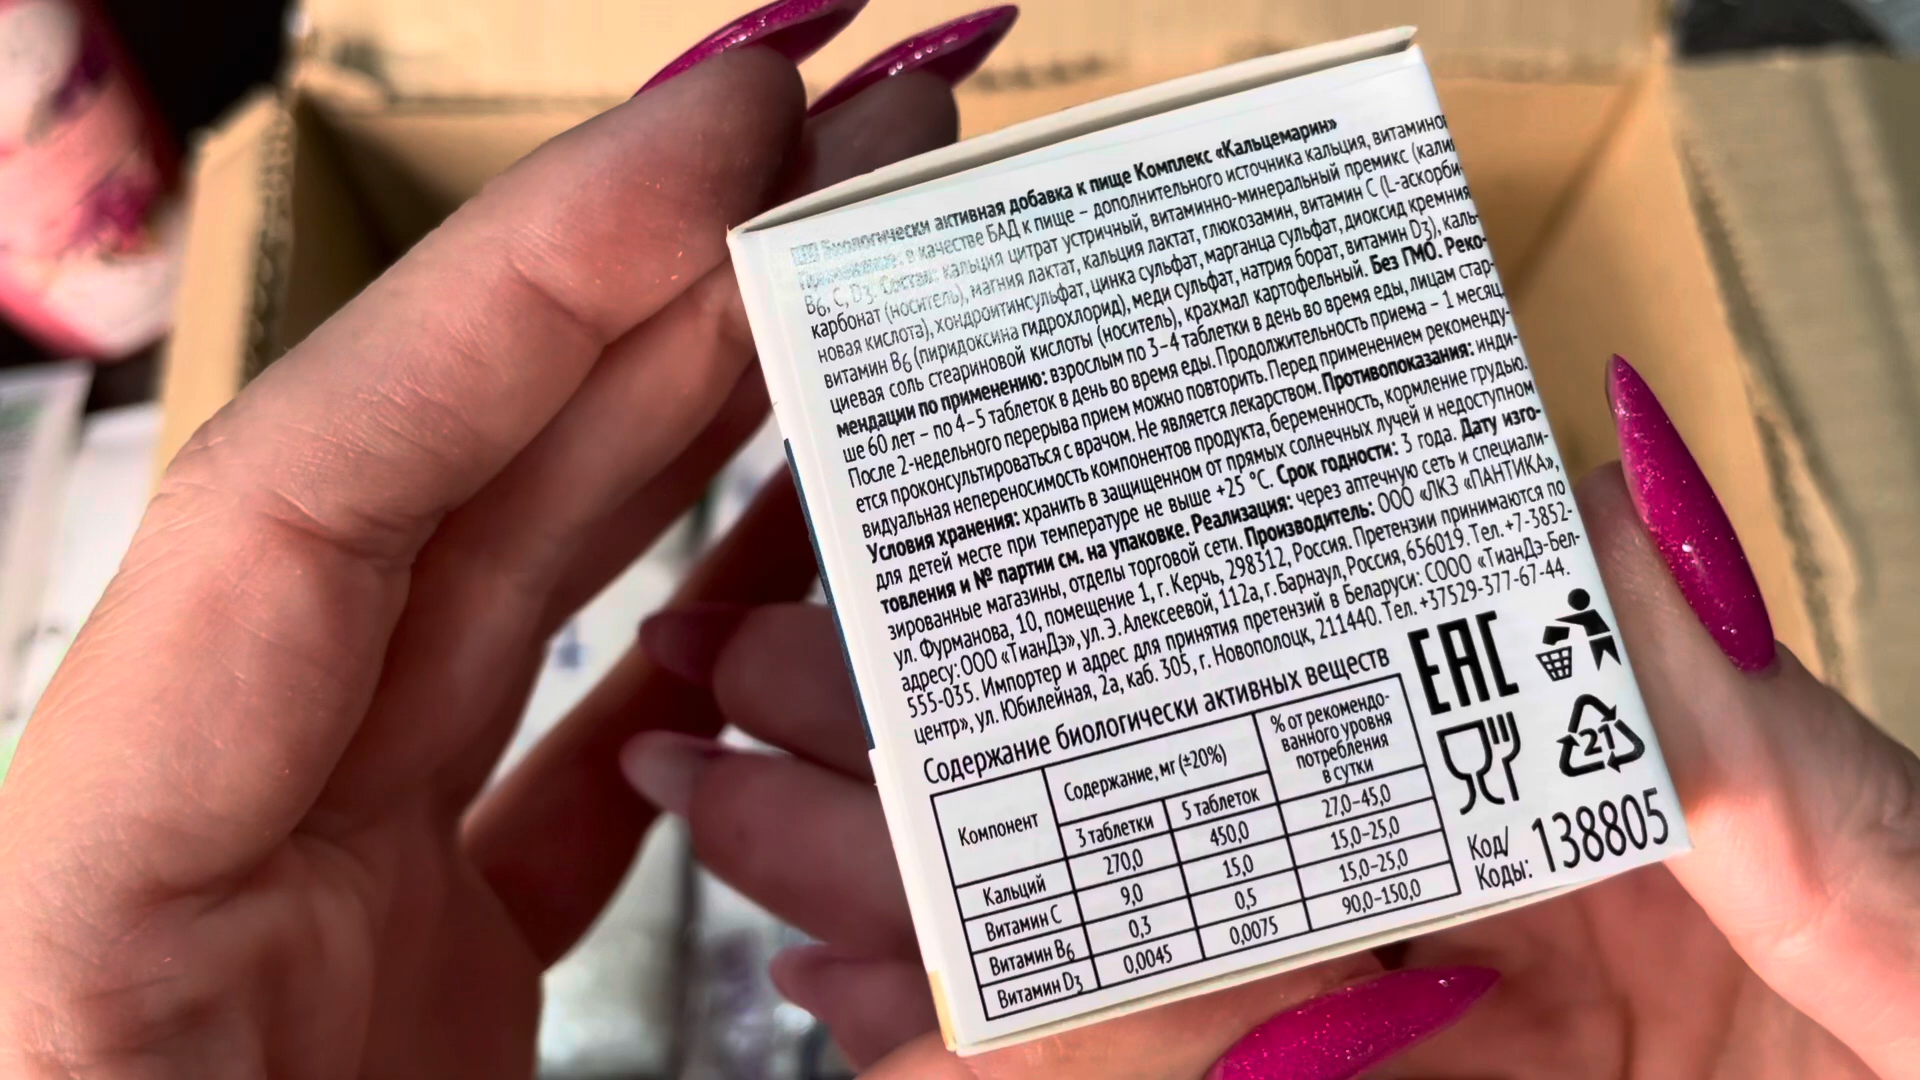 Биологически активная добавка к пище Комплекс «Кальцемарин»
Применение: в качестве БАД к пище – дополнительного источника кальция, витаминов
B6, C, D3. Состав: кальция цитрат устричный, витаминно-минеральный премикс (калий
карбонат (носитель), магния лактат, кальция лактат, глюкозамин, витамин C (L-аскорби-
новая кислота), хондроитинсульфат, цинка сульфат, марганца сульфат, диоксид кремния
витамин B6 (пиридоксина гидрохлорид), меди сульфат, натрия борат, витамин D3), каль-
циевая соль стеариновой кислоты (носитель), крахмал картофельный. Без ГМО. Реко-
мендации по применению: взрослым по 3–4 таблетки в день во время еды, лицам стар-
ше 60 лет – по 4–5 таблеток в день во время еды. Продолжительность приема – 1 месяц.
После 2-недельного перерыва прием можно повторить. Перед применением рекоменду-
ется проконсультироваться с врачом. Не является лекарством. Противопоказания: инди-
видуальная непереносимость компонентов продукта, беременность, кормление грудью.
Условия хранения: хранить в защищенном от прямых солнечных лучей и недоступном
для детей месте при температуре не выше +25 °C. Срок годности: 3 года. Дату изго-
товления и № партии см. на упаковке. Реализация: через аптечную сеть и специали-
зированные магазины, отделы торговой сети. Производитель: ООО «ЛКЗ «ПАНТИКА»,
ул. Фурманова, 10, помещение 1, г. Керчь, 298312, Россия. Претензии принимаются по
адресу: ООО «ТианДэ», ул. Э. Алексеевой, 112а, г. Барнаул, Россия, 656019. Тел. +7-3852-
555-035. Импортер и адрес для принятия претензий в Беларуси: СООО «ТианДэ-Бел-
центр», ул. Юбилейная, 2а, каб. 305, г. Новополоцк, 211440. Тел. +37529-377-67-44.
Содержание биологически активных веществ
Компонент Содержание, мг (±20%) % от рекомендо-
ванного уровня
потребления
в сутки
3 таблетки 5 таблеток
Кальций 270,0 450,0 27,0–45,0
Витамин C 9,0 15,0 15,0–25,0
Витамин B6 0,3 0,5 15,0–25,0
Витамин D3 0,0045 0,0075 90,0–150,0
EAC
21
Код/
Коды: 138805